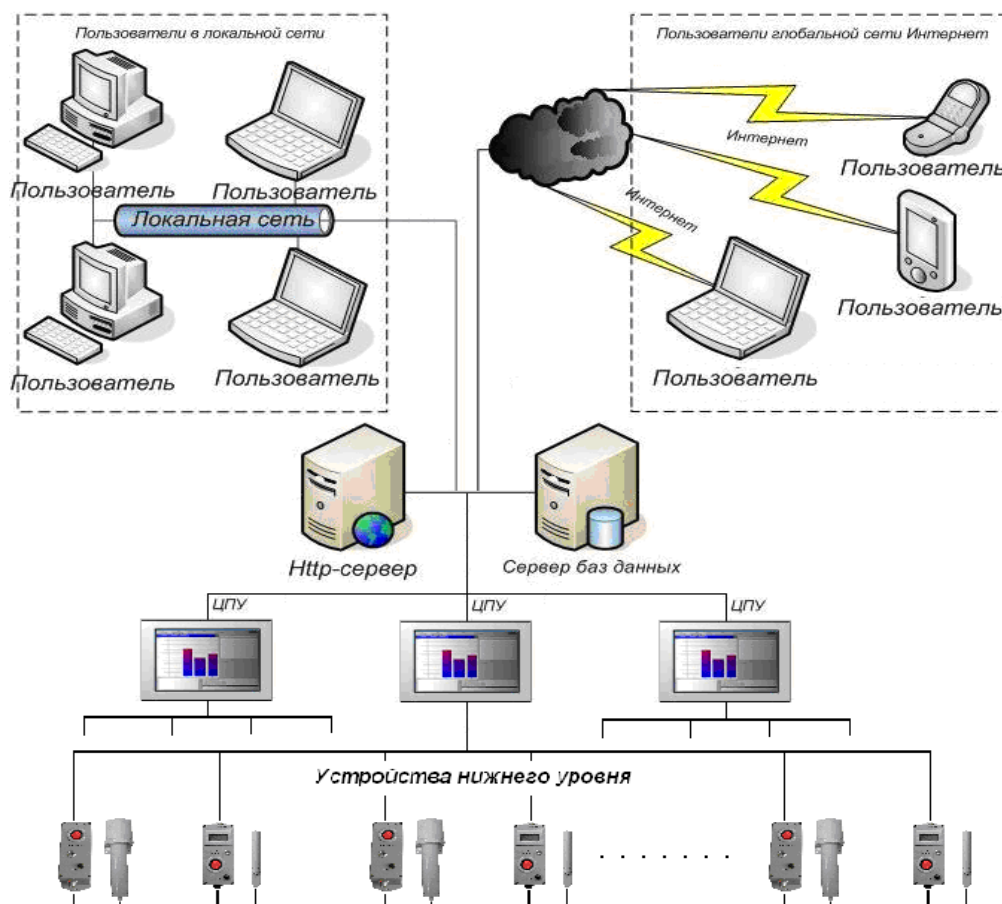 Пользователи в локальной сети
Пользователи глобальной сети Интернет
Пользователь
Пользователь
Локальная сеть
Пользователь
Пользователь
Интернет
Интернет
Пользователь
Пользователь
Пользователь
Http-сервер
Сервер баз данных
ЦПУ
ЦПУ
ЦПУ
Устройства нижнего уровня